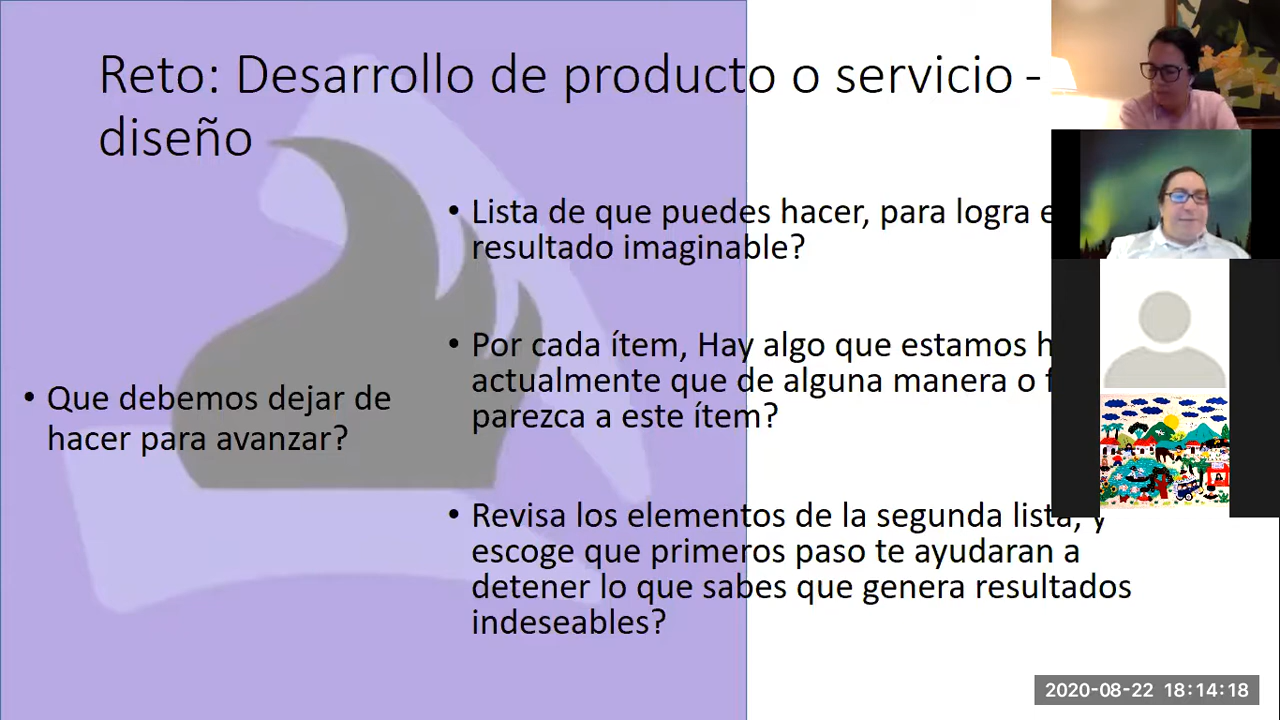 Reto: Desarrollo de producto o servicio -
diseño
• Que debemos dejar de
hacer para avanzar?
• Lista de que puedes hacer, para logra
resultado imaginable?
• Por cada ítem, Hay algo que estamos
actualmente que de alguna manera o
parezca a este ítem?
• Revisa los elementos de la segunda lista, y
escoge que primeros paso te ayudaran a
detener lo que sabes que genera resultados
indeseables?
2020-08-22 18:14:18